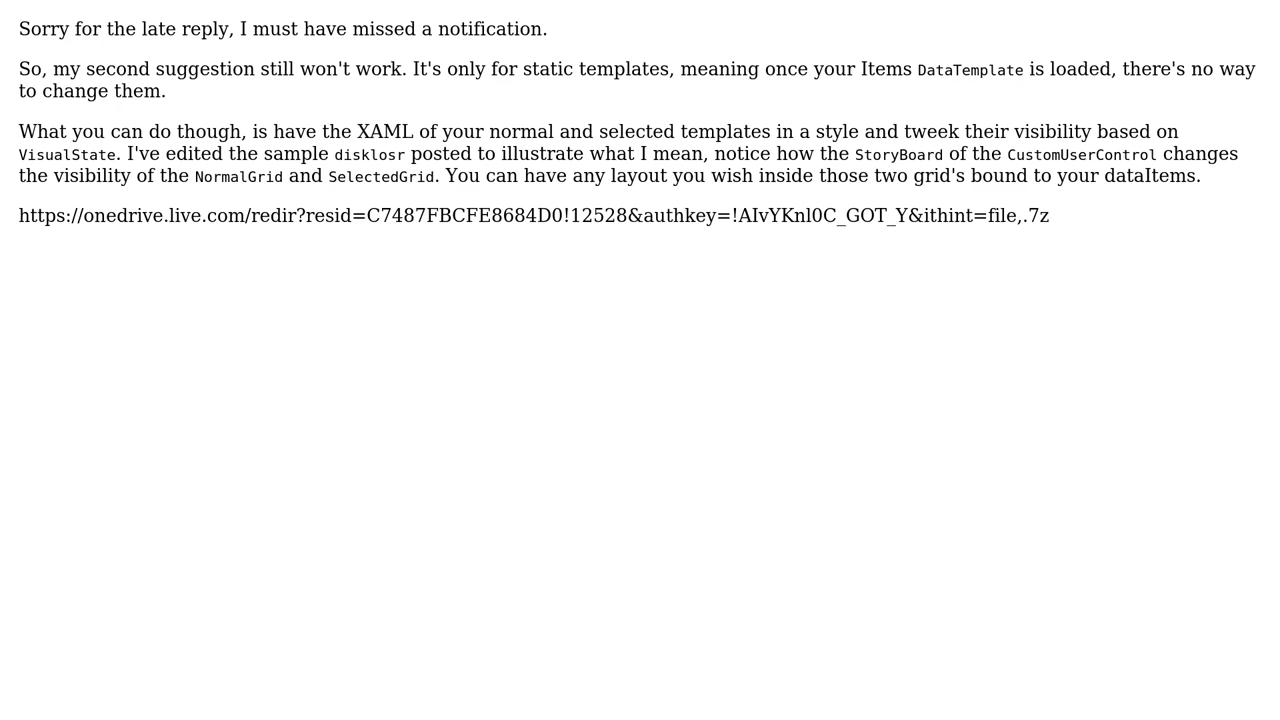 Sorry for the late reply, I must have missed a notification.
So, my second suggestion still won't work. It's only for static templates, meaning once your Items DataTemplate is loaded, there's no way
to change them.
What you can do though, is have the XAML of your normal and selected templates in a style and tweek their visibility based on
VisualState. I've edited the sample disklosr posted to illustrate what I mean, notice how the StoryBoard of the CustomUserControl changes
the visibility of the NormalGrid and SelectedGrid. You can have any layout you wish inside those two grid's bound to your dataItems.
https://onedrive.live.com/redir?resid=C7487FBCFE8684D0!12528&authkey=!AIvYKnl0C_GOT_Y&ithint=file,.7z